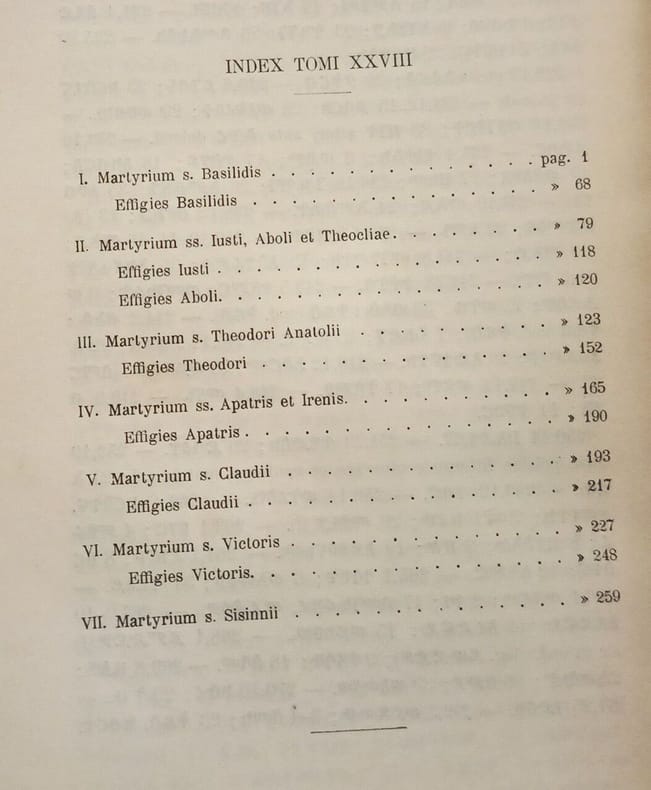 INDEX TOMI XXVIII
I. Martyrium s. Basilidis . . . . . . . . . . . . . pag. 1
Effigies Basilidis . . . . . . . . . . . . . » 68
II. Martyrium ss. Iusti, Aboli et Theocliae. . . . . . . . » 79
Effigies Iusti . . . . . . . . . . . . . . » 118
Effigies Aboli. . . . . . . . . . . . . . » 120
III. Martyrium s. Theodori Anatolii . . . . . . . . . » 123
Effigies Theodori . . . . . . . . . . . . » 152
IV. Martyrium ss. Apatris et Irenis. . . . . . . . . . » 165
Effigies Apatris . . . . . . . . . . . . . » 190
V. Martyrium s. Claudii . . . . . . . . . . . . » 193
Effigies Claudii . . . . . . . . . . . . . » 217
VI. Martyrium s. Victoris . . . . . . . . . . . . » 227
Effigies Victoris. . . . . . . . . . . . . » 248
VII. Martyrium s. Sisinnii . . . . . . . . . . . . » 259